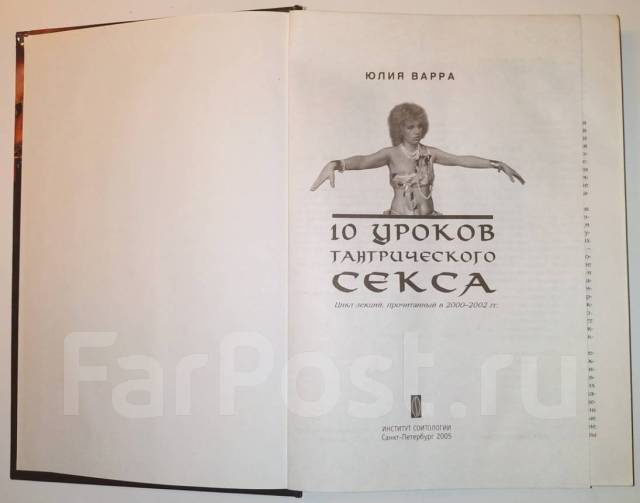 ЮЛИЯ ВАРРА
10 УРОКОВ
ТАНТРИЧЕСКОГО
СЕКСА
Цикл лекций, прочитанный в 2000–2002 гг.
ИНСТИТУТ СОИТОЛОГИИ
Санкт-Петербург 2005
FarPost.ru